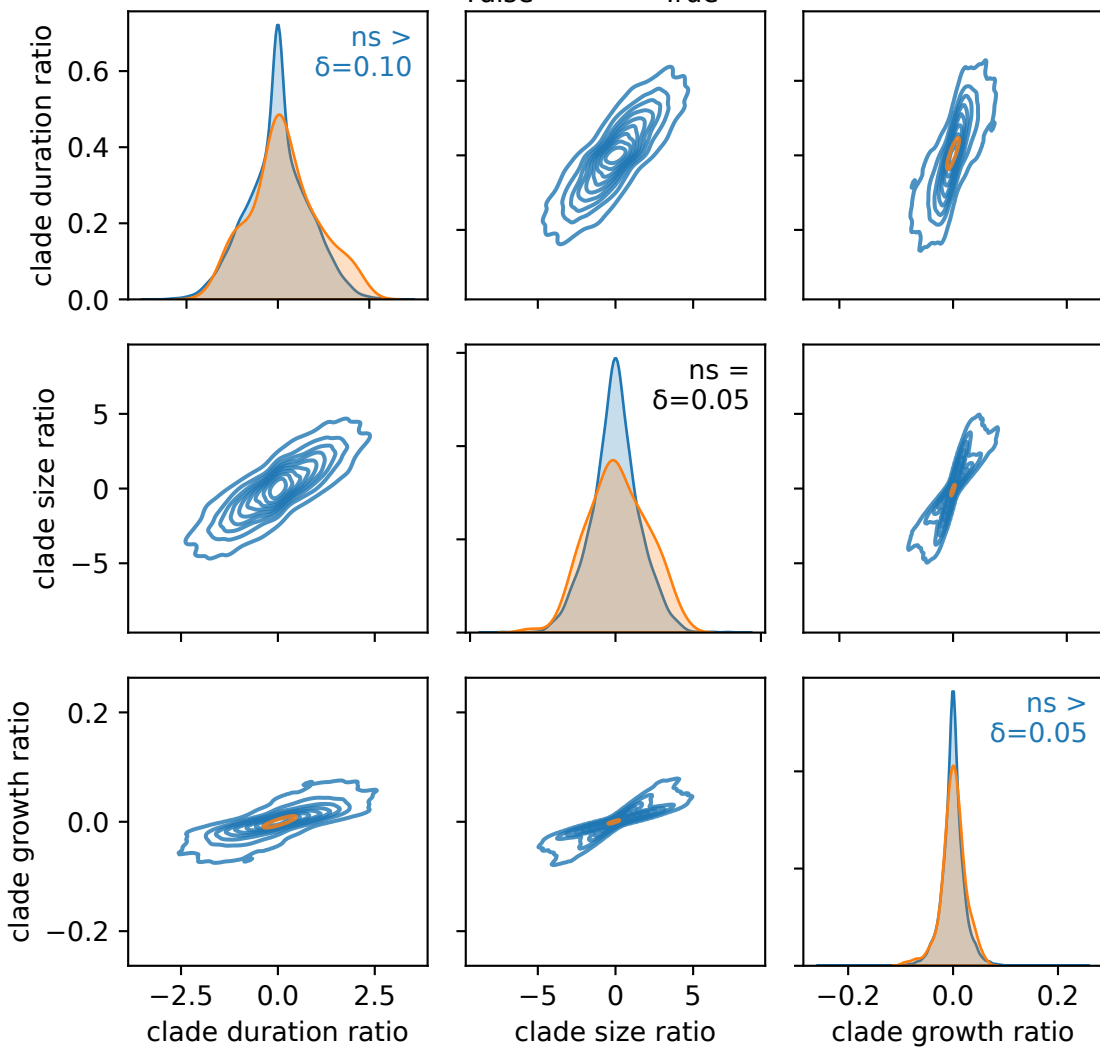 clade duration ratio
0.6
0.4
0.2
0.0
ns >
δ=0.10
clade size ratio
5
0
−5
ns =
δ=0.05
clade growth ratio
0.2
0.0
−0.2
ns >
δ=0.05
−2.5 0.0 2.5
clade duration ratio
−5 0 5
clade size ratio
−0.2 0.0 0.2
clade growth ratio